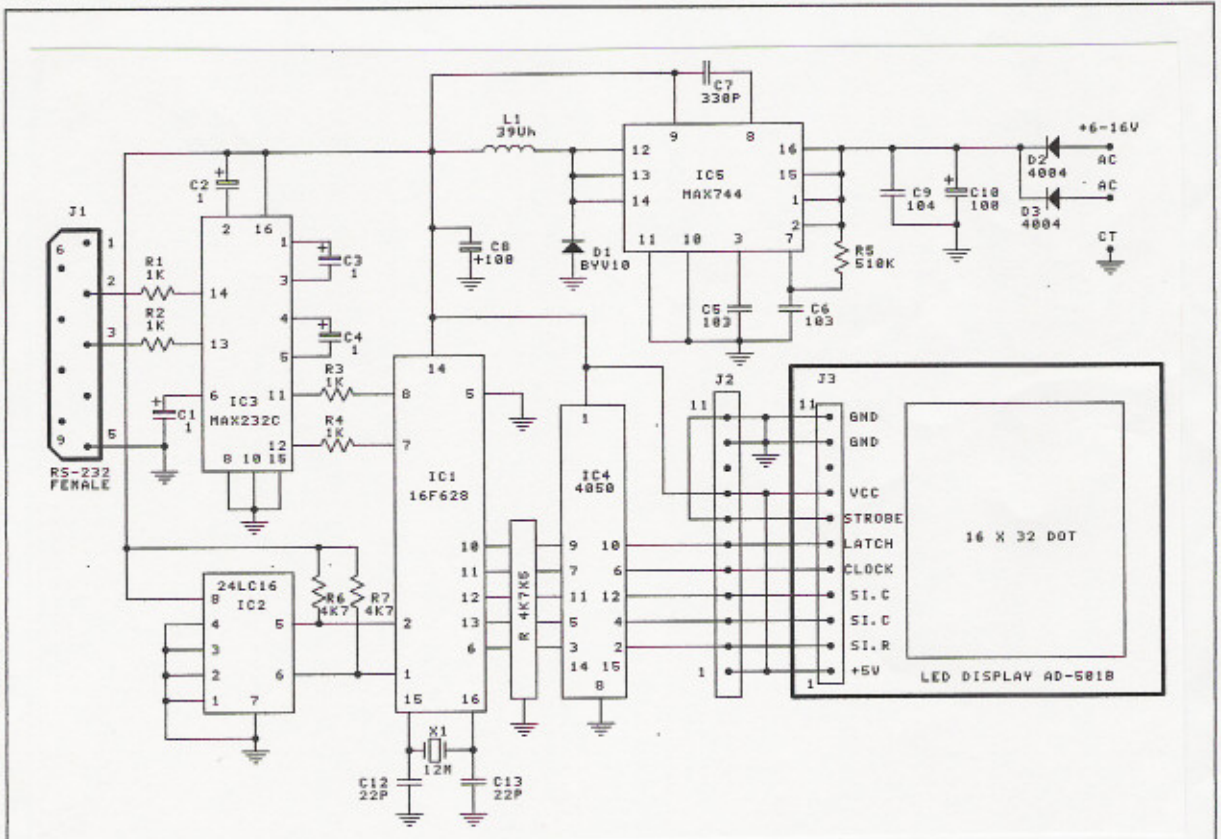 C7
330P
L1
39Uh
9
8
+6-16V
12
16
AC
IC5
MAX744
D2
4004
C2
1
+
13
15
AC
C9
104
+
C10
100
14
1
D3
4004
J1
2
16
1
+
C3
1
2
11
10
3
7
CT
C8
+100
D1
BYV10
R5
510K
6
1
R1
1K
3
2
14
R2
1K
4
+
C4
1
C5
103
C6
103
3
13
5
R3
1K
14
J2
J3
6
11
8
5
+
C1
1
IC3
MAX232C
R4
1K
1
11
11
GND
9
5
12
7
GND
RS-232
FEMALE
8
10
15
IC1
16F628
IC4
4050
VCC
STROBE
16 X 32 DOT
10
9
10
LATCH
24LC16
IC2
8
R6
4K7
R7
4K7
11
7
6
CLOCK
12
R 4K7X5
11
12
SI.C
4
5
2
13
5
4
SI.C
3
6
3
2
SI.R
2
6
1
14
15
1
+5V
1
7
15
16
8
1
LED DISPLAY AD-501B
X1
12M
C12
22P
C13
22P